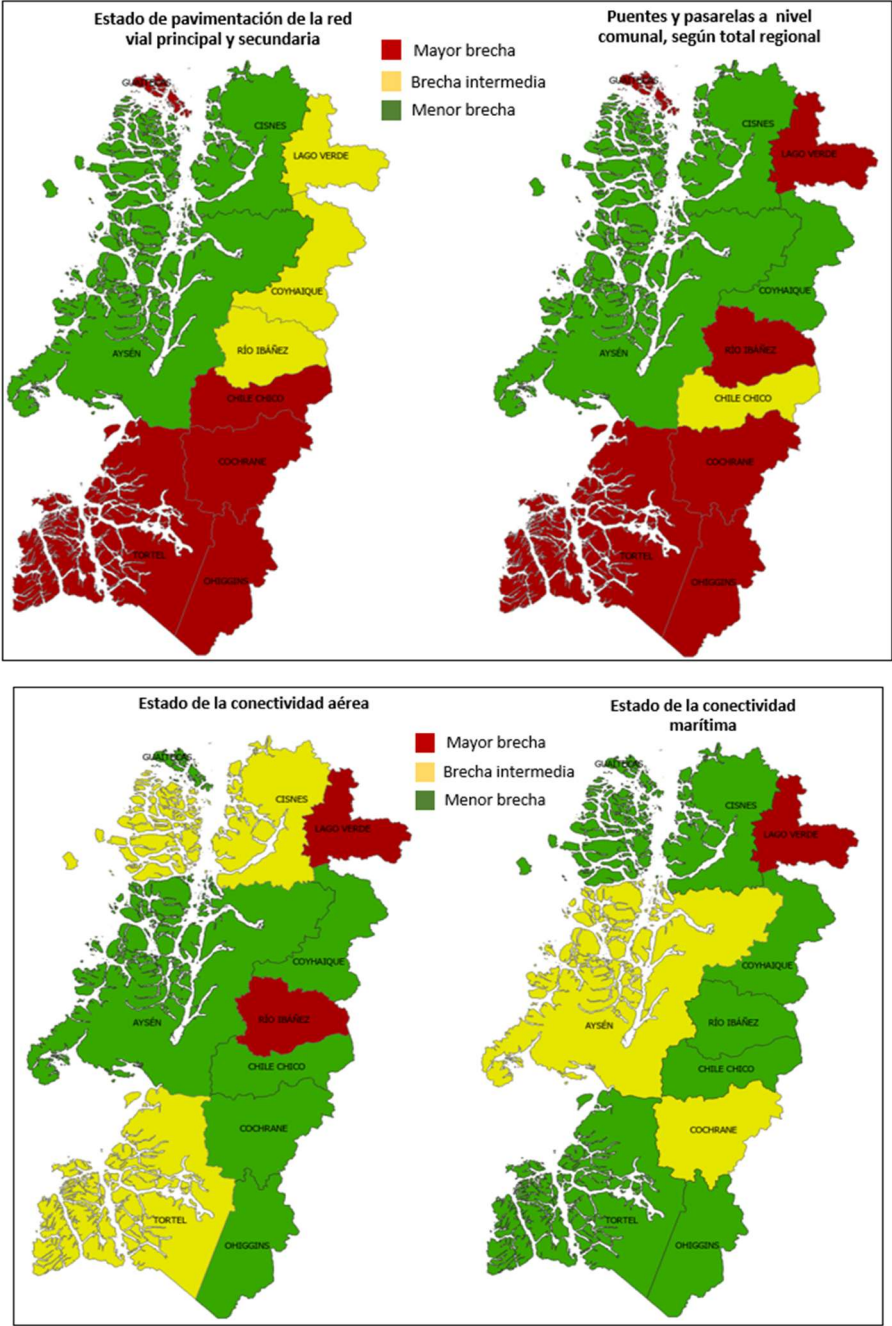 Estado de pavimentación de la red
vial principal y secundaria
Puentes y pasarelas a nivel
comunal, según total regional
Mayor brecha
Brecha intermedia
Menor brecha
GUAITECAS
CISNES
LAGO VERDE
COYHAIQUE
AYSÉN
RÍO IBÁÑEZ
CHILE CHICO
COCHRANE
TORTEL
OHIGGINS
GUAITECAS
CISNES
LAGO VERDE
COYHAIQUE
AYSÉN
RÍO IBÁÑEZ
CHILE CHICO
COCHRANE
TORTEL
OHIGGINS
Estado de la conectividad aérea
Estado de la conectividad
marítima
Mayor brecha
Brecha intermedia
Menor brecha
GUAITECAS
CISNES
LAGO VERDE
COYHAIQUE
AYSÉN
RÍO IBÁÑEZ
CHILE CHICO
COCHRANE
TORTEL
OHIGGINS
GUAITECAS
CISNES
LAGO VERDE
COYHAIQUE
AYSÉN
RÍO IBÁÑEZ
CHILE CHICO
COCHRANE
TORTEL
OHIGGINS